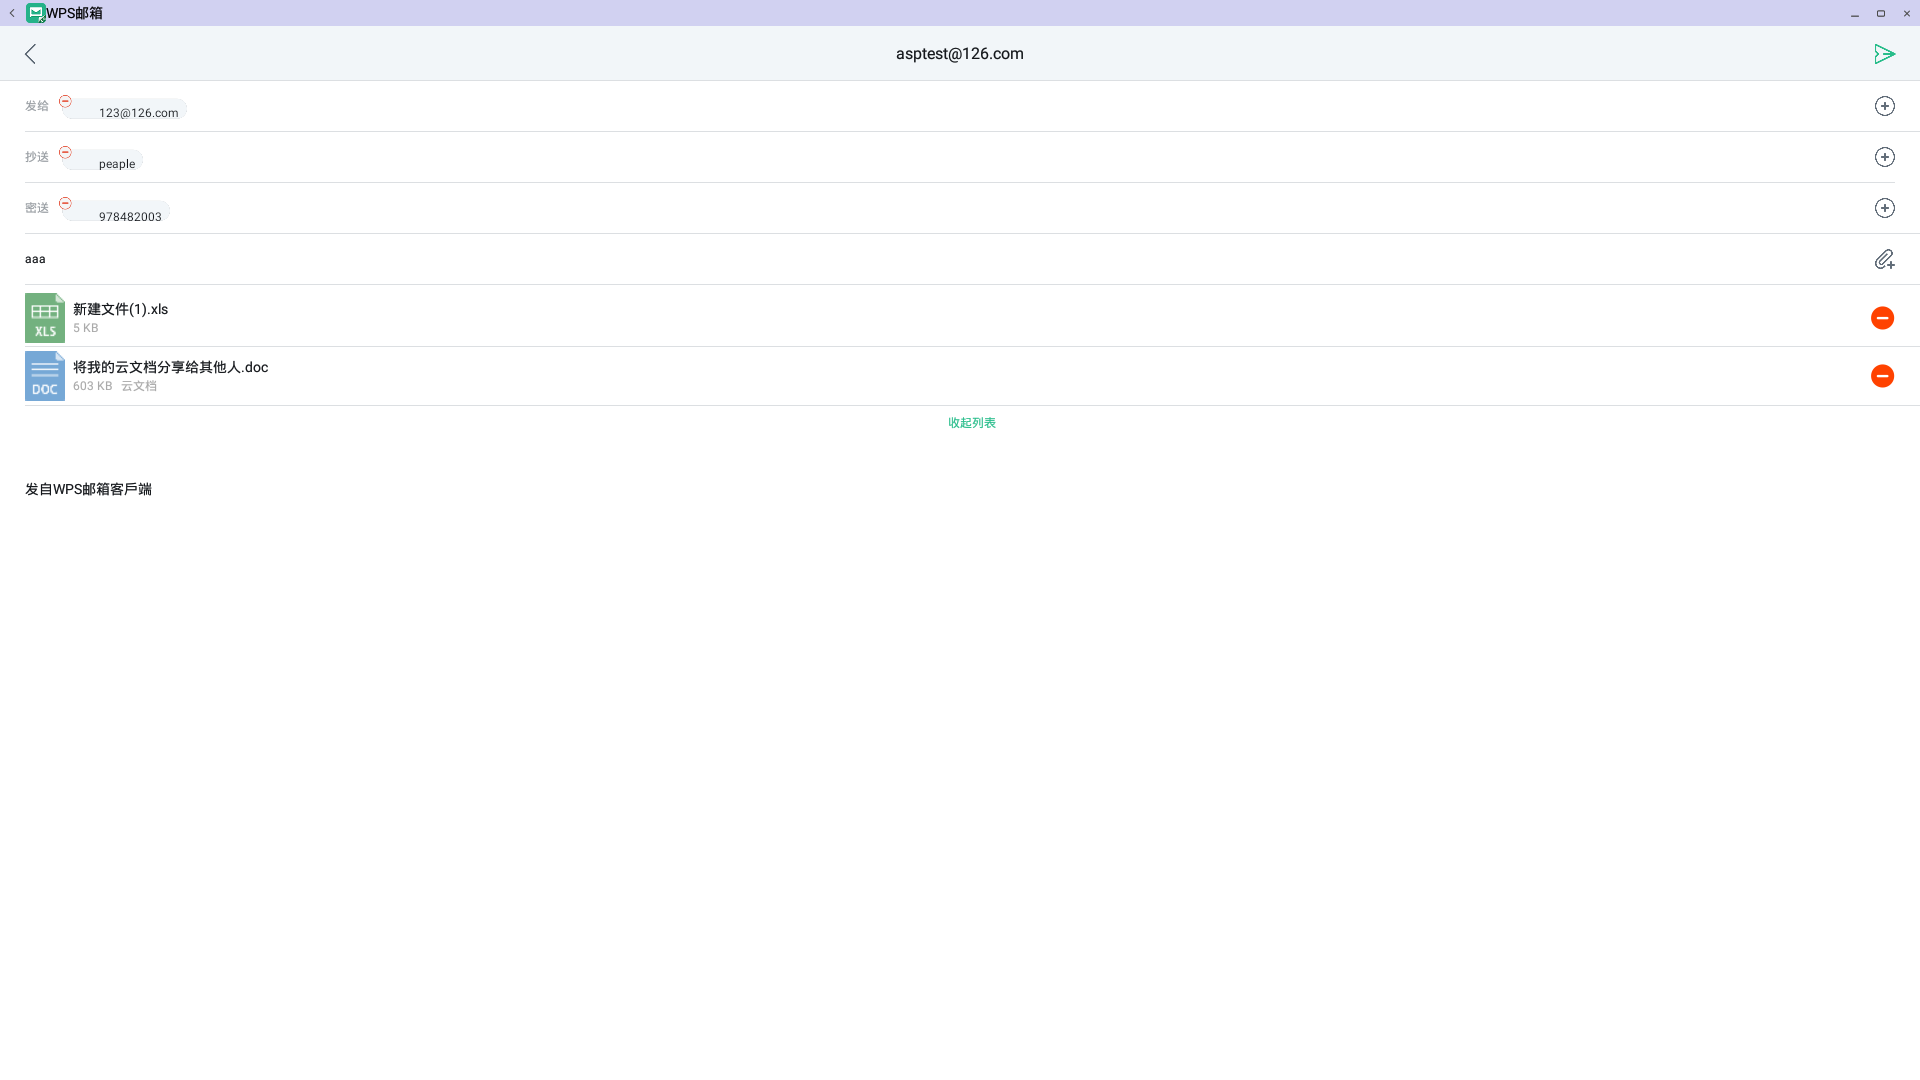 WPS邮箱
asptest@126.com
发给 123@126.com
抄送 peaple
密送 978482003
aaa
XLS 新建文件(1).xls
5 KB
DOC 将我的云文档分享给其他人.doc
603 KB 云文档
收起列表
发自WPS邮箱客戶端